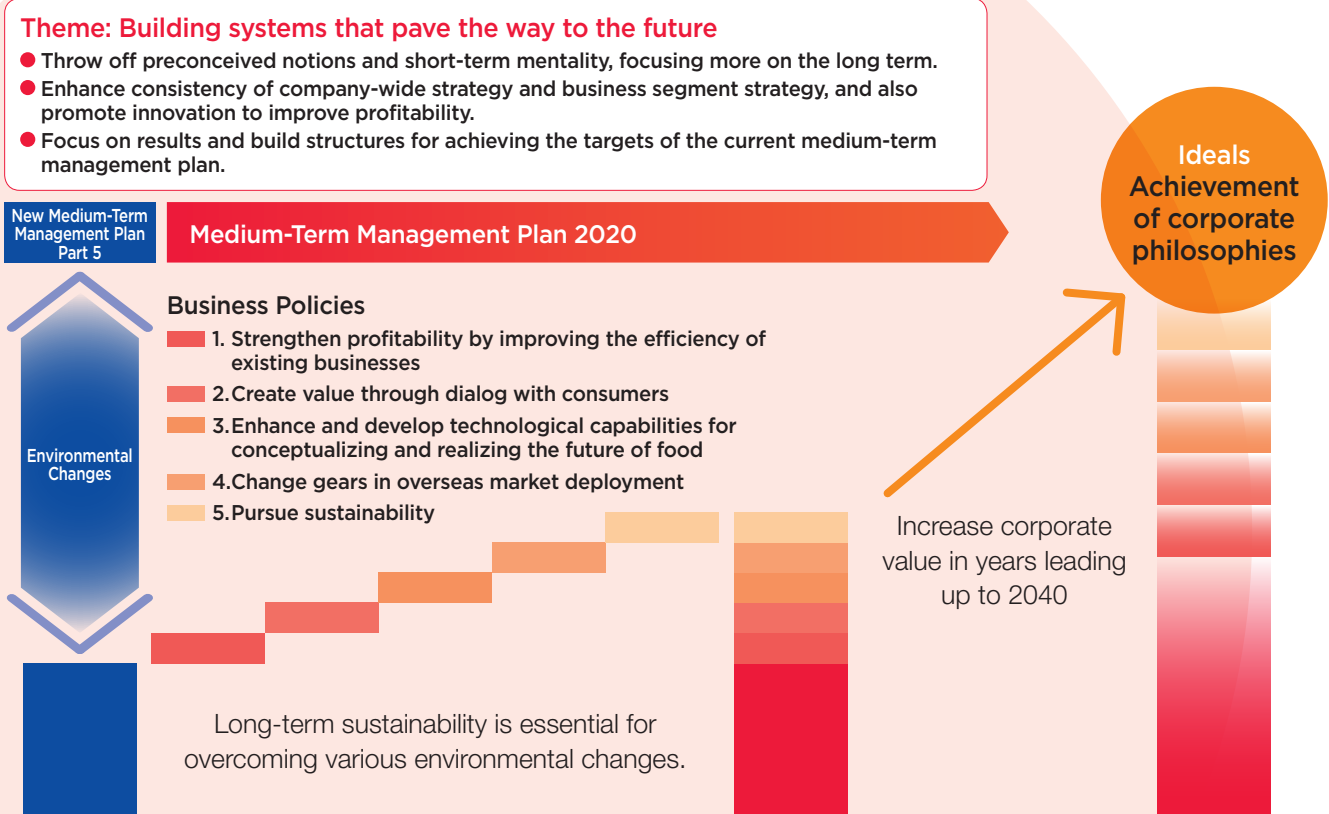 Theme: Building systems that pave the way to the future
● Throw off preconceived notions and short-term mentality, focusing more on the long term.
● Enhance consistency of company-wide strategy and business segment strategy, and also
promote innovation to improve profitability.
● Focus on results and build structures for achieving the targets of the current medium-term
management plan.
Ideals
Achievement
of corporate
philosophies
New Medium-Term
Management Plan
Part 5
Medium-Term Management Plan 2020
Environmental
Changes
Business Policies
1. Strengthen profitability by improving the efficiency of
existing businesses
2.Create value through dialog with consumers
3.Enhance and develop technological capabilities for
conceptualizing and realizing the future of food
4.Change gears in overseas market deployment
5.Pursue sustainability
Increase corporate
value in years leading
up to 2040
Long-term sustainability is essential for
overcoming various environmental changes.